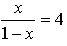 x/(1−x) = 4